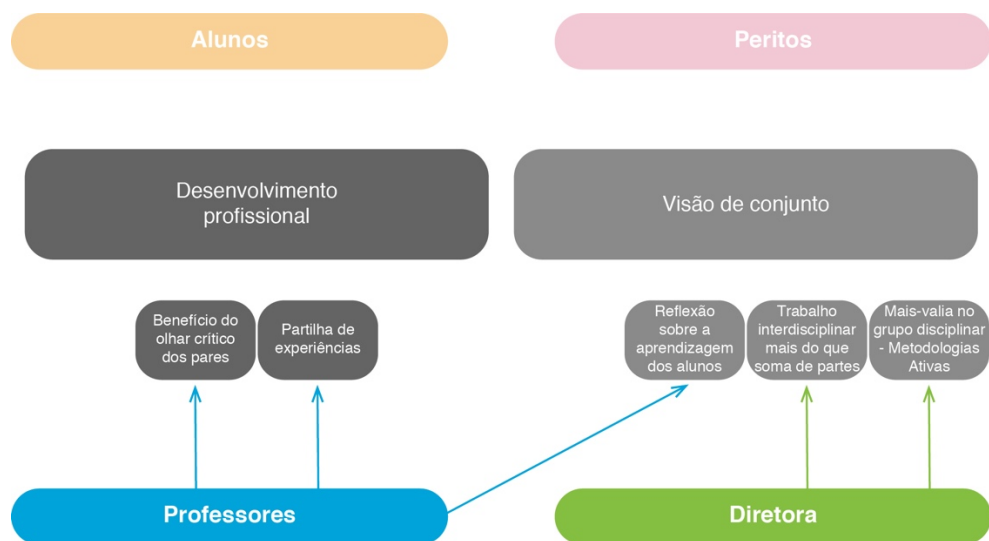 Alunos
Peritos
Desenvolvimento
profissional
Visão de conjunto
Benefício do
olhar crítico
dos pares
Partilha de
experiências
Reflexão
sobre a
aprendizagem
dos alunos
Trabalho
interdisciplinar
mais do que
soma de partes
Mais-valia no
grupo disciplinar
- Metodologias
Ativas
Professores
Diretora